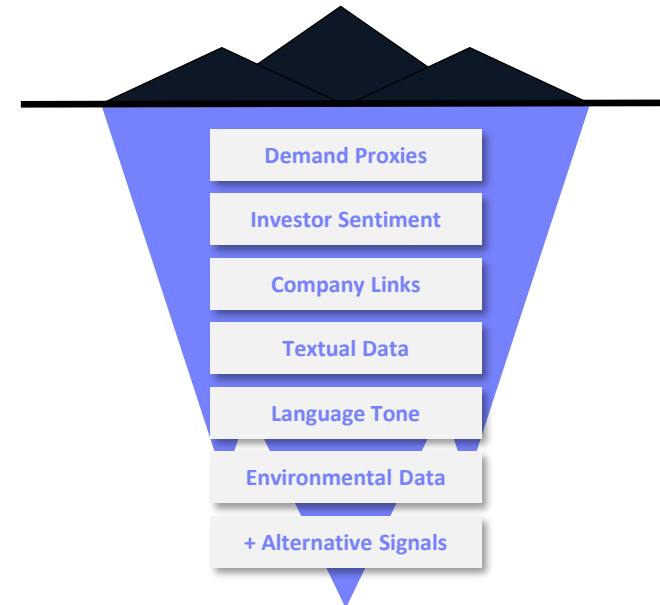 Demand Proxies
Investor Sentiment
Company Links
Textual Data
Language Tone
Environmental Data
+ Alternative Signals